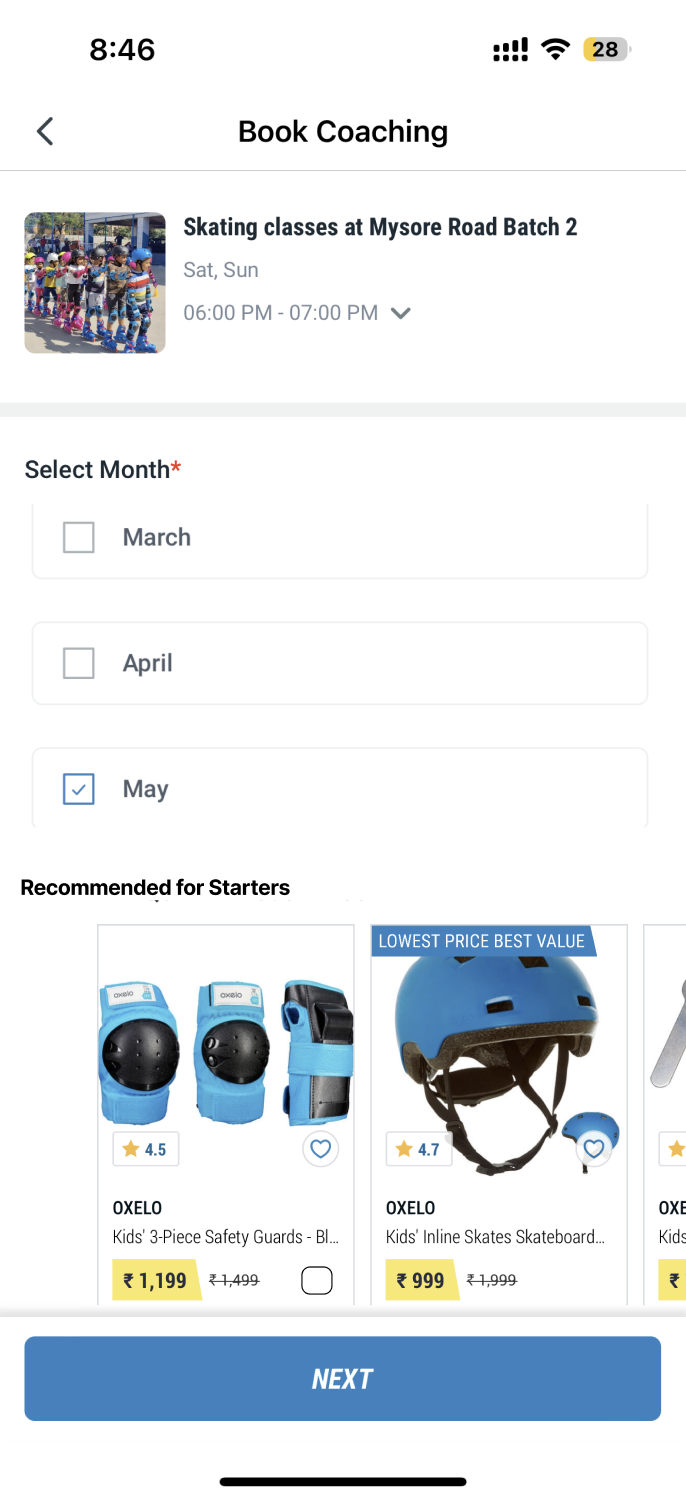 8:46
28
Book Coaching
Skating classes at Mysore Road Batch 2
Sat, Sun
06:00 PM - 07:00 PM
Select Month*
March
April
May
Recommended for Starters
LOWEST PRICE BEST VALUE
oxelo
oxelo
4.5
4.7
OXELO
OXELO
Kids' 3-Piece Safety Guards - Bl...
Kids' Inline Skates Skateboard...
₹ 1,199 ₹ 1,499
₹ 999 ₹ 1,999
₹
NEXT